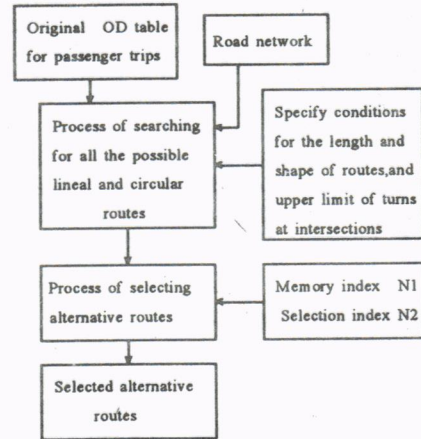 Original OD table
for passenger trips
Road network
Process of searching
for all the possible
lineal and circular
routes
Specify conditions
for the length and
shape of routes,and
upper limit of turns
at intersections
Process of selecting
alternative routes
Memory index N1
Selection index N2
Selected alternative
routes